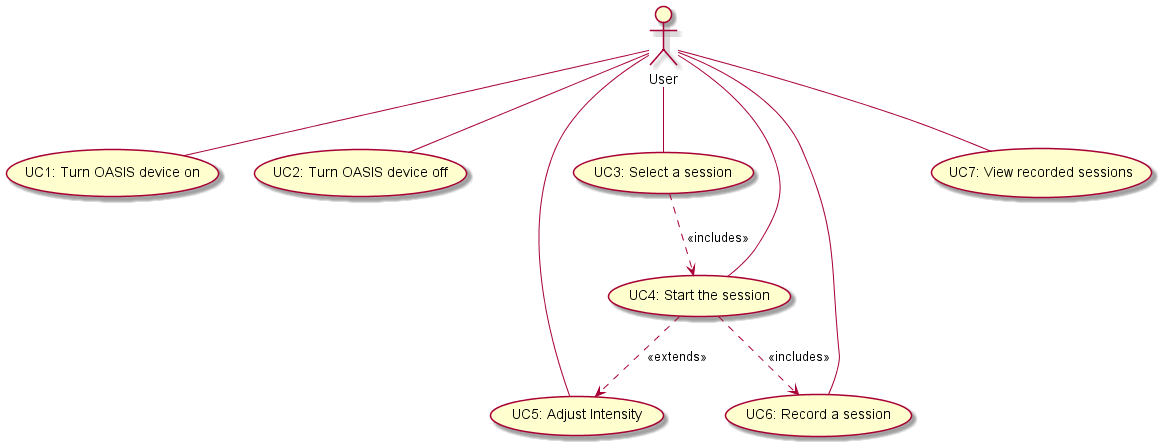 User
UC1: Turn OASIS device on
UC2: Turn OASIS device off
UC3: Select a session
UC7: View recorded sessions
«includes»
UC4: Start the session
«extends»
«includes»
UC5: Adjust Intensity
UC6: Record a session